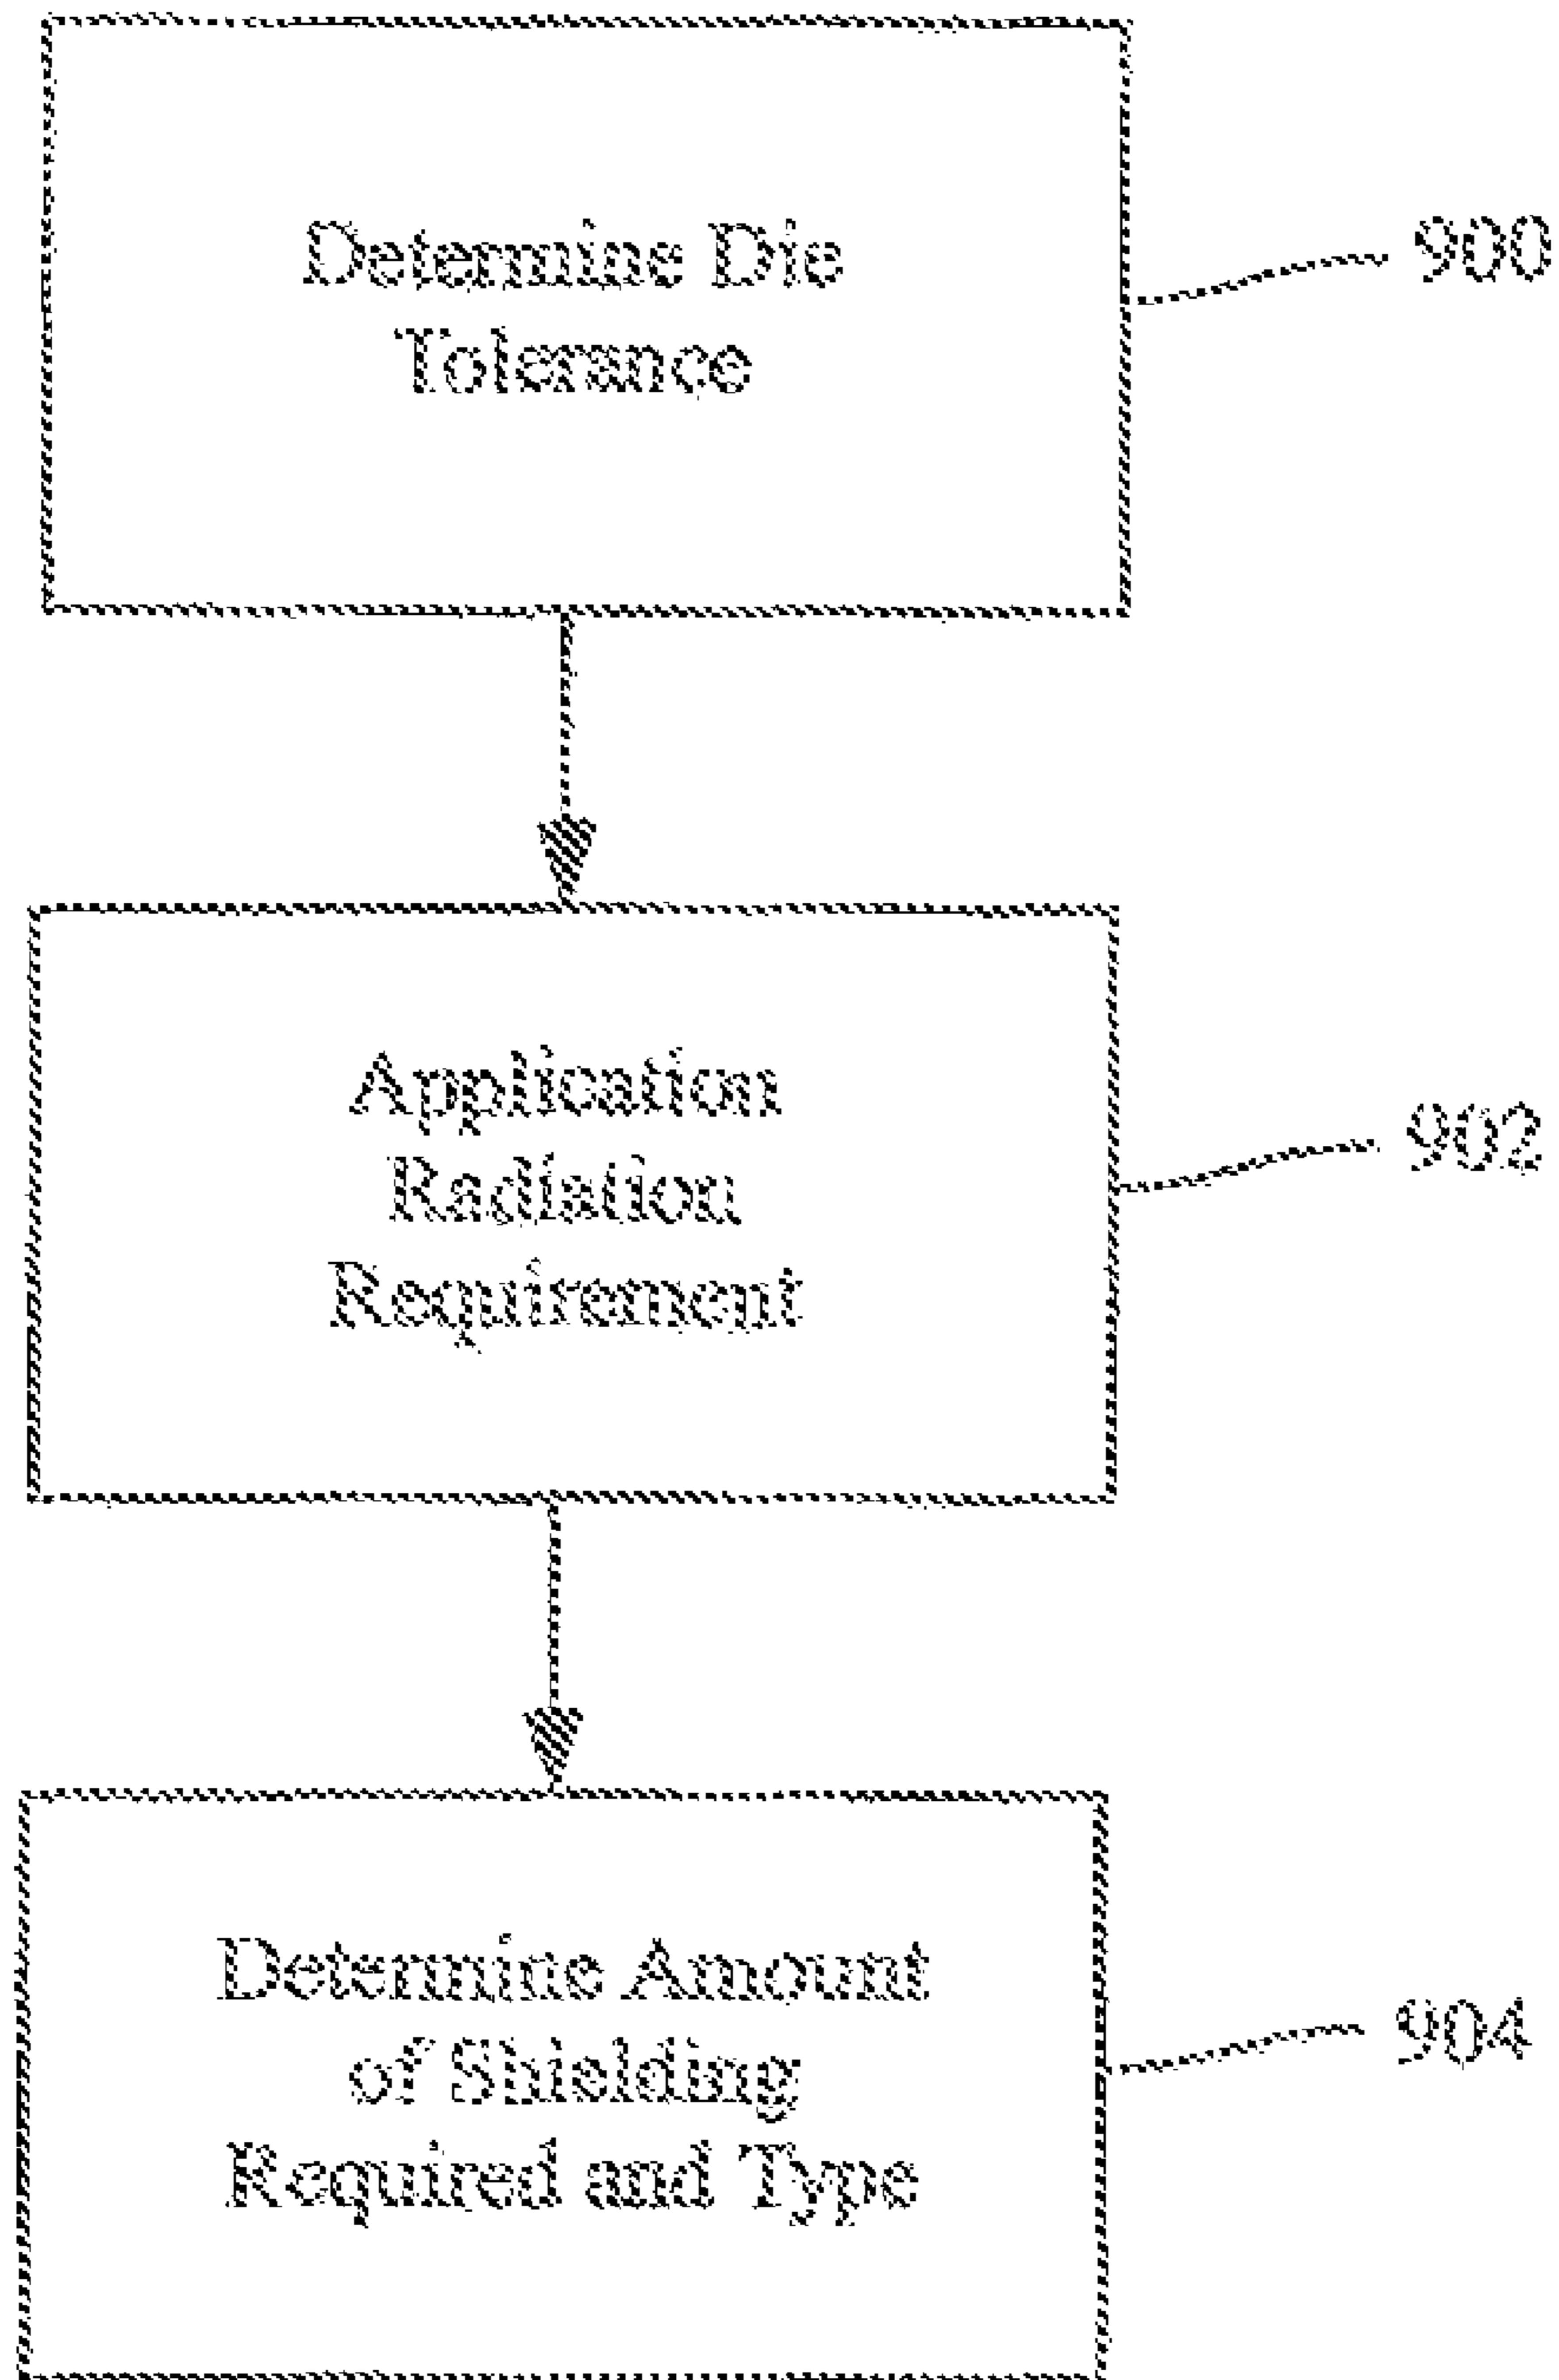 Determine Die
Tolerance
900
Application
Radiation
Requirement
902
Determine Amount
of Shielding
Required and Type
904